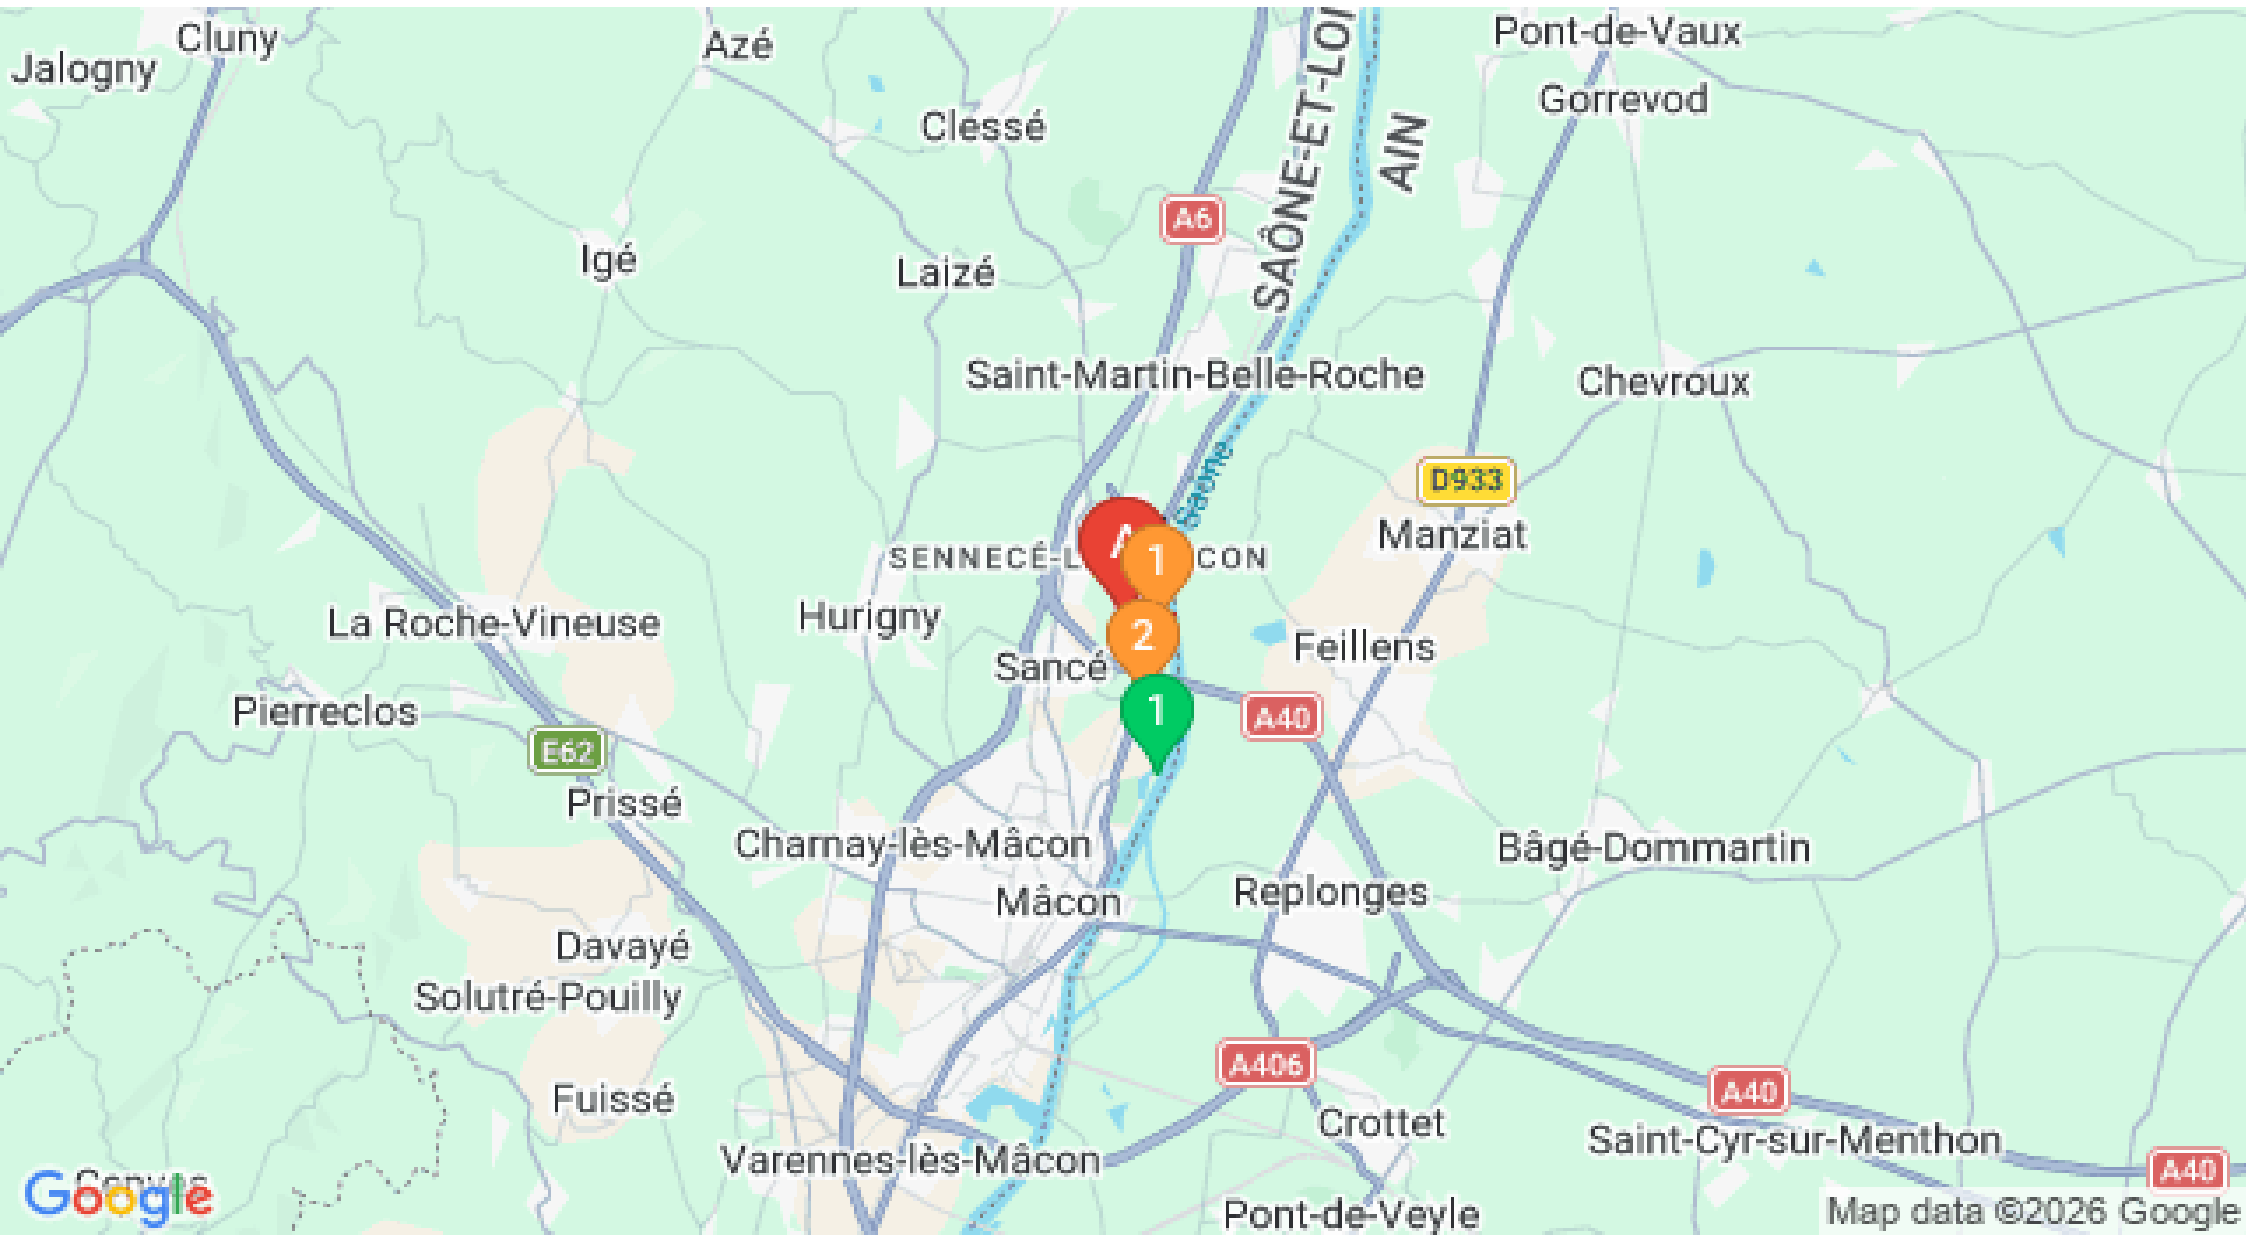 Cluny
Jalogny
Azé
Pont-de-Vaux
Gorrevod
Clessé
SAÔNE-ET-LOI
AIN
A6
Igé
Laizé
Saint-Martin-Belle-Roche
Chevroux
Saône
D933
Manziat
A
1
SENNECÉ-L CON
La Roche-Vineuse
Hurigny
2
Feillens
Sancé
Pierreclos
1
A40
E62
Prissé
Charnay-lès-Mâcon
Bâgé-Dommartin
Mâcon
Replonges
Davayé
Solutré-Pouilly
A406
A40
Fuissé
Crottet
Saint-Cyr-sur-Menthon
Varennes-lès-Mâcon
A40
Google
Pont-de-Veyle
Map data ©2026 Google